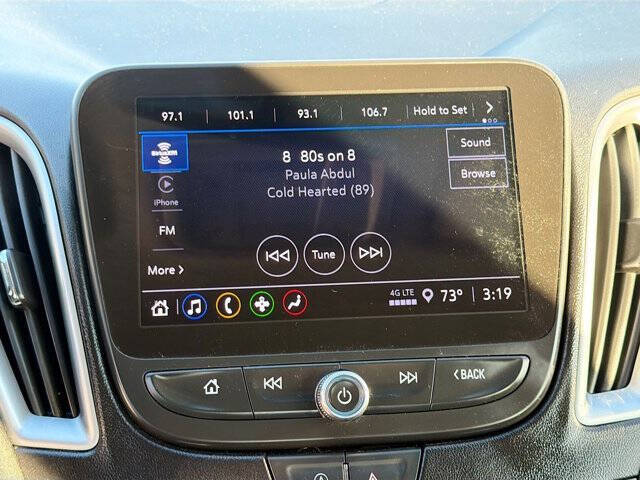 97.1 101.1 93.1 106.7 Hold to Set
SiriusXM
8 80s on 8
Sound
Paula Abdul
Browse
Cold Hearted (89)
iPhone
FM
Tune
More
4G LTE
73° 3:19
BACK